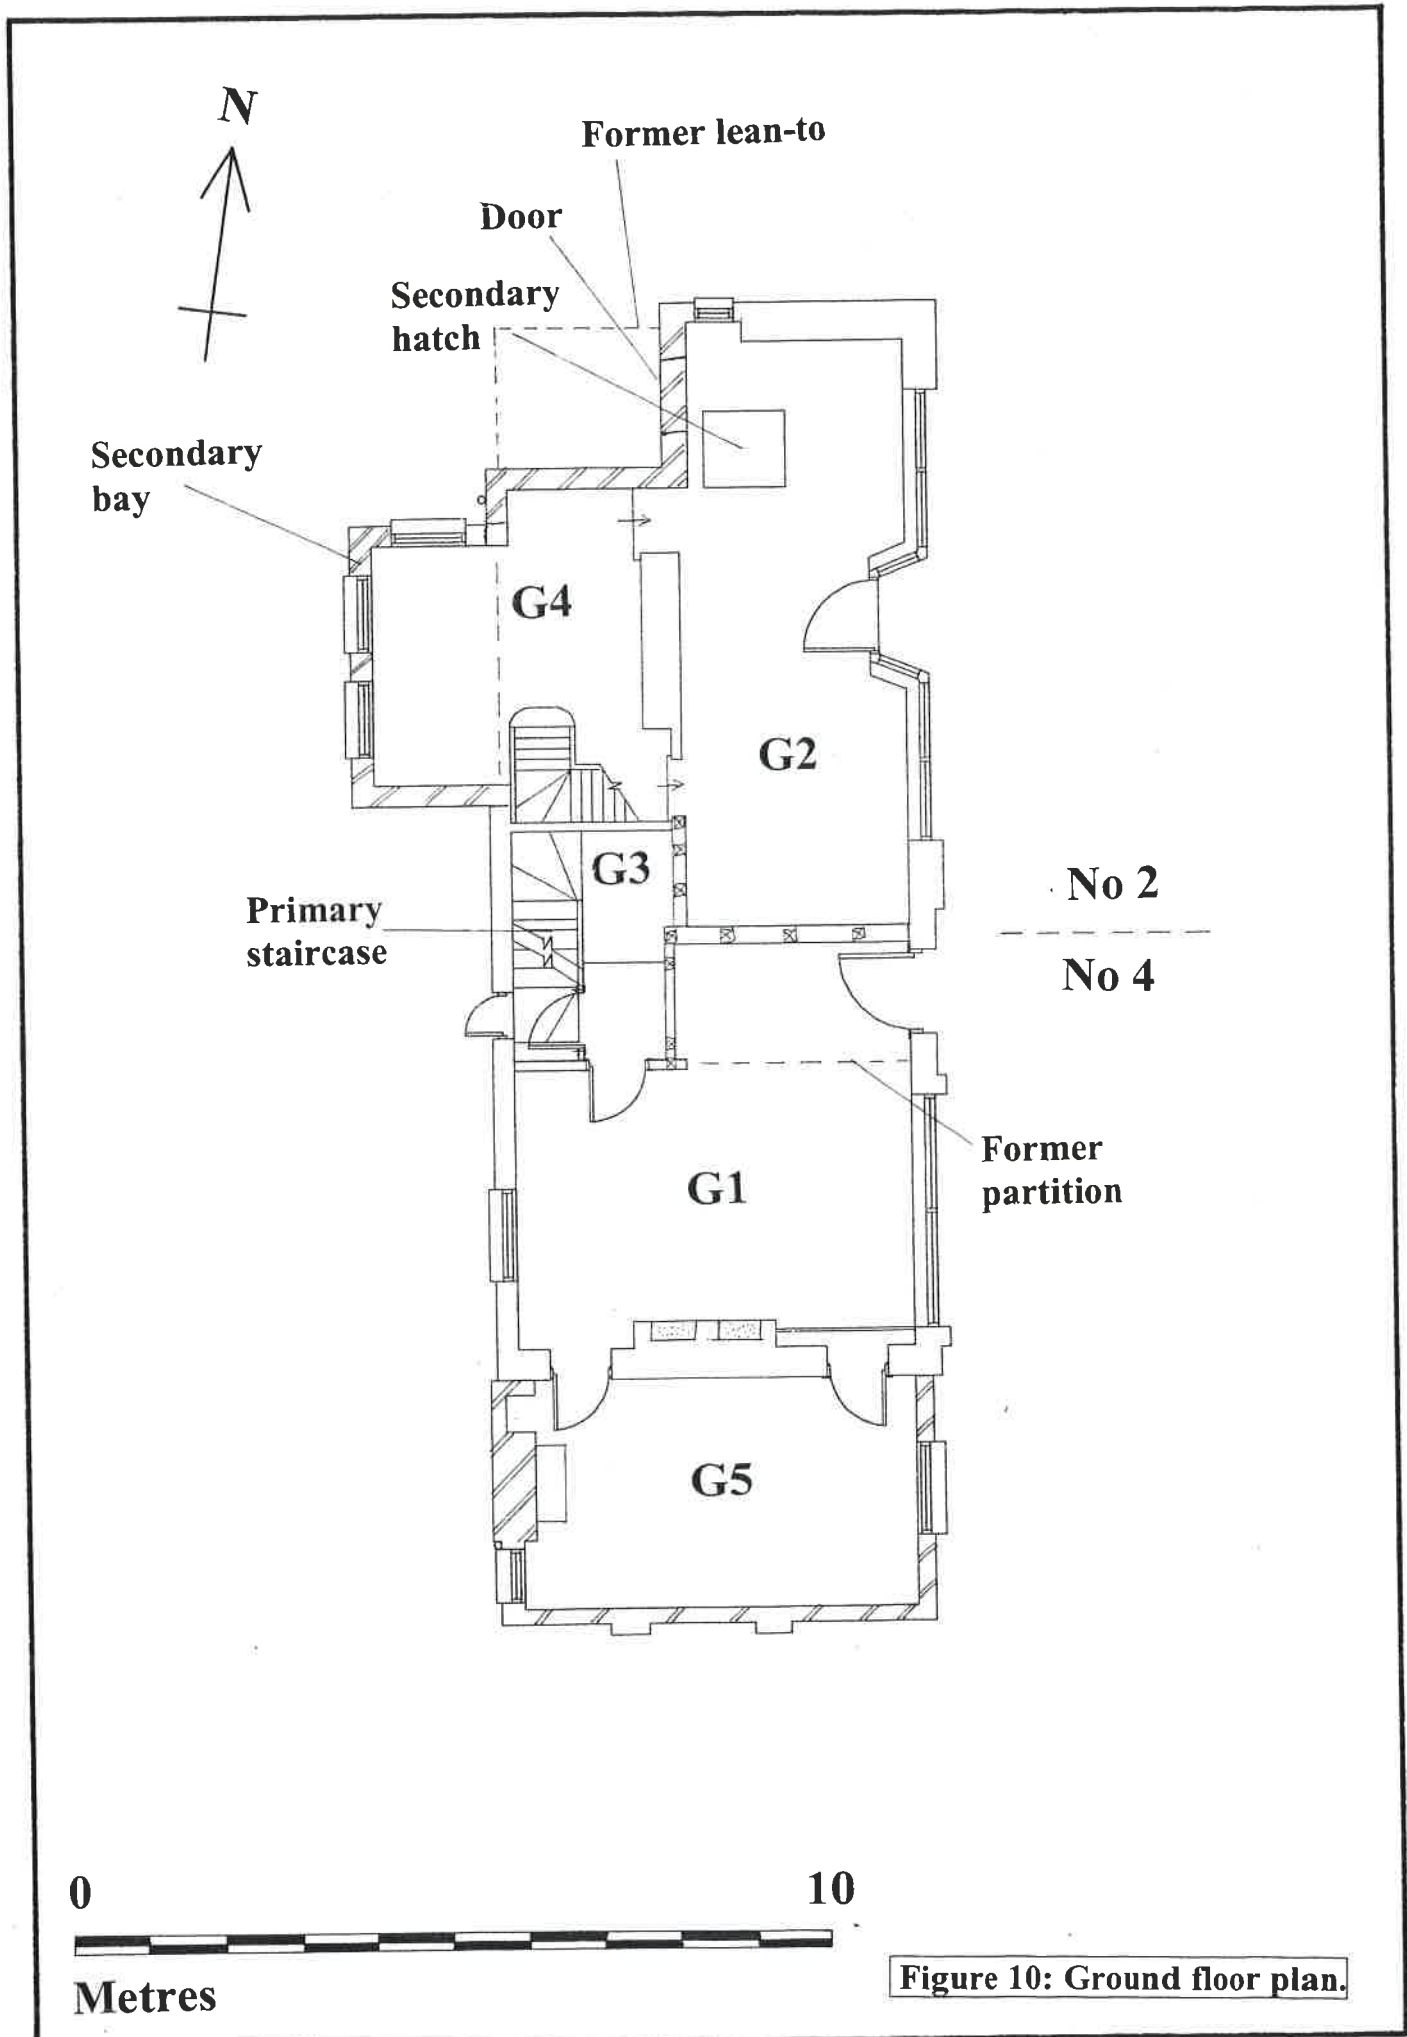 N
Former lean-to
Door
Secondary
hatch
Secondary
bay
G4
G2
G3
No 2
Primary
staircase
No 4
Former
partition
G1
G5
0
10
Metres
Figure 10: Ground floor plan.